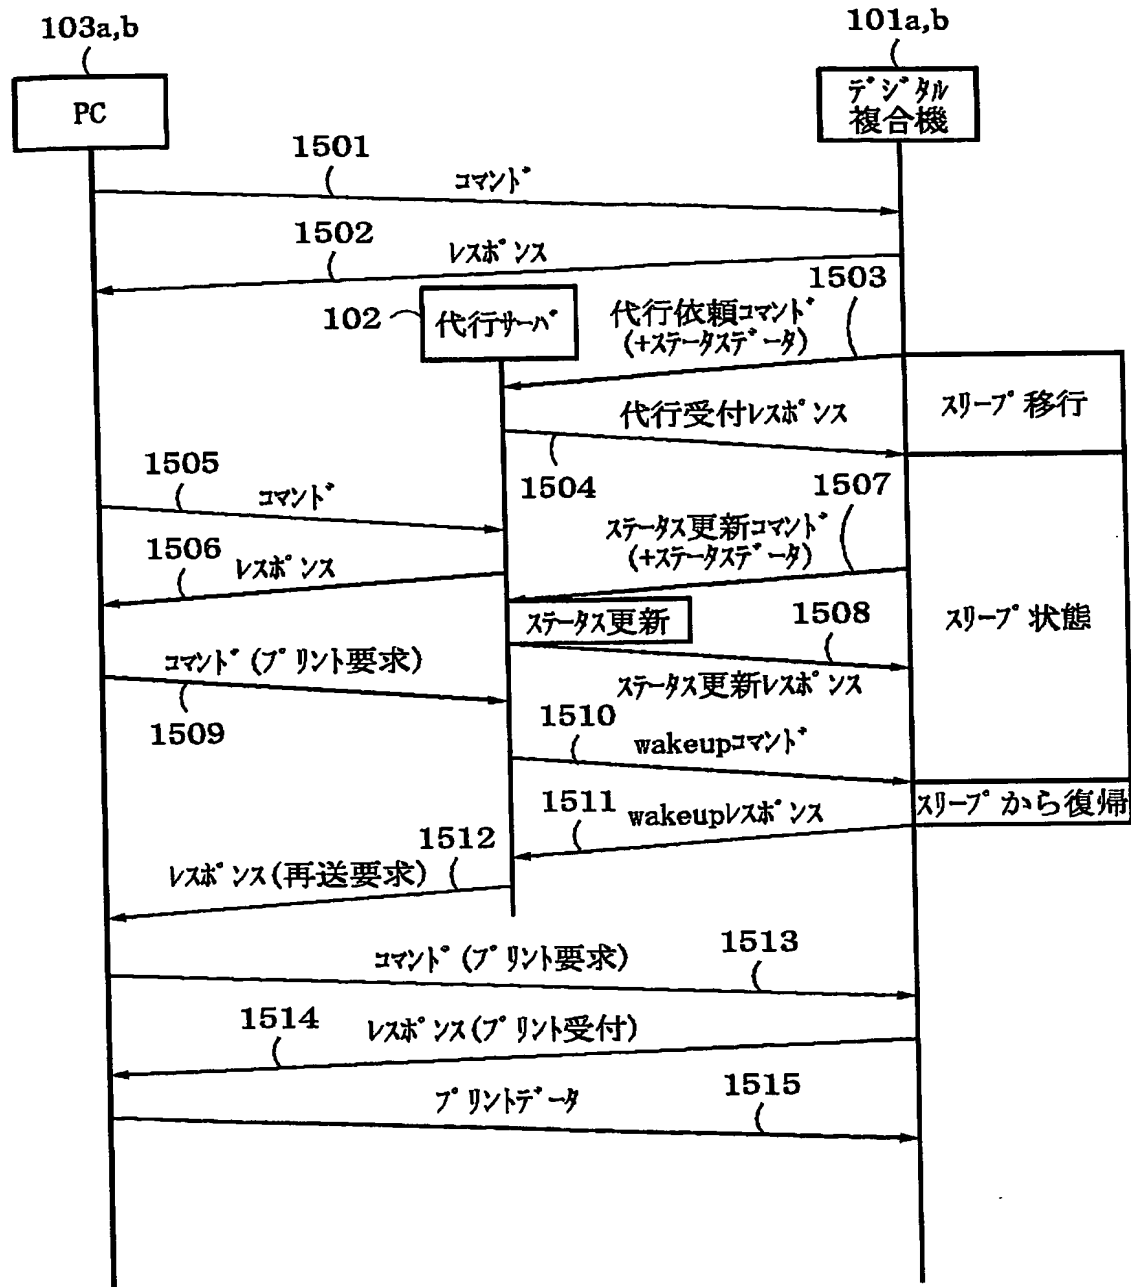 103a,b
101a,b
PC
デジタル
複合機
1501
コマンド
1502
レスポンス
1503
102
代行サーバ
代行依頼コマンド
(+ステータスデータ)
スリープ移行
代行受付レスポンス
1504
1505
コマンド
1507
ステータス更新コマンド
(+ステータスデータ)
1506
レスポンス
ステータス更新
1508
スリープ状態
コマンド(プリント要求)
ステータス更新レスポンス
1509
1510
wakeupコマンド
スリープから復帰
1511
wakeupレスポンス
1512
レスポンス(再送要求)
1513
コマンド(プリント要求)
1514
レスポンス(プリント受付)
プリントデータ
1515